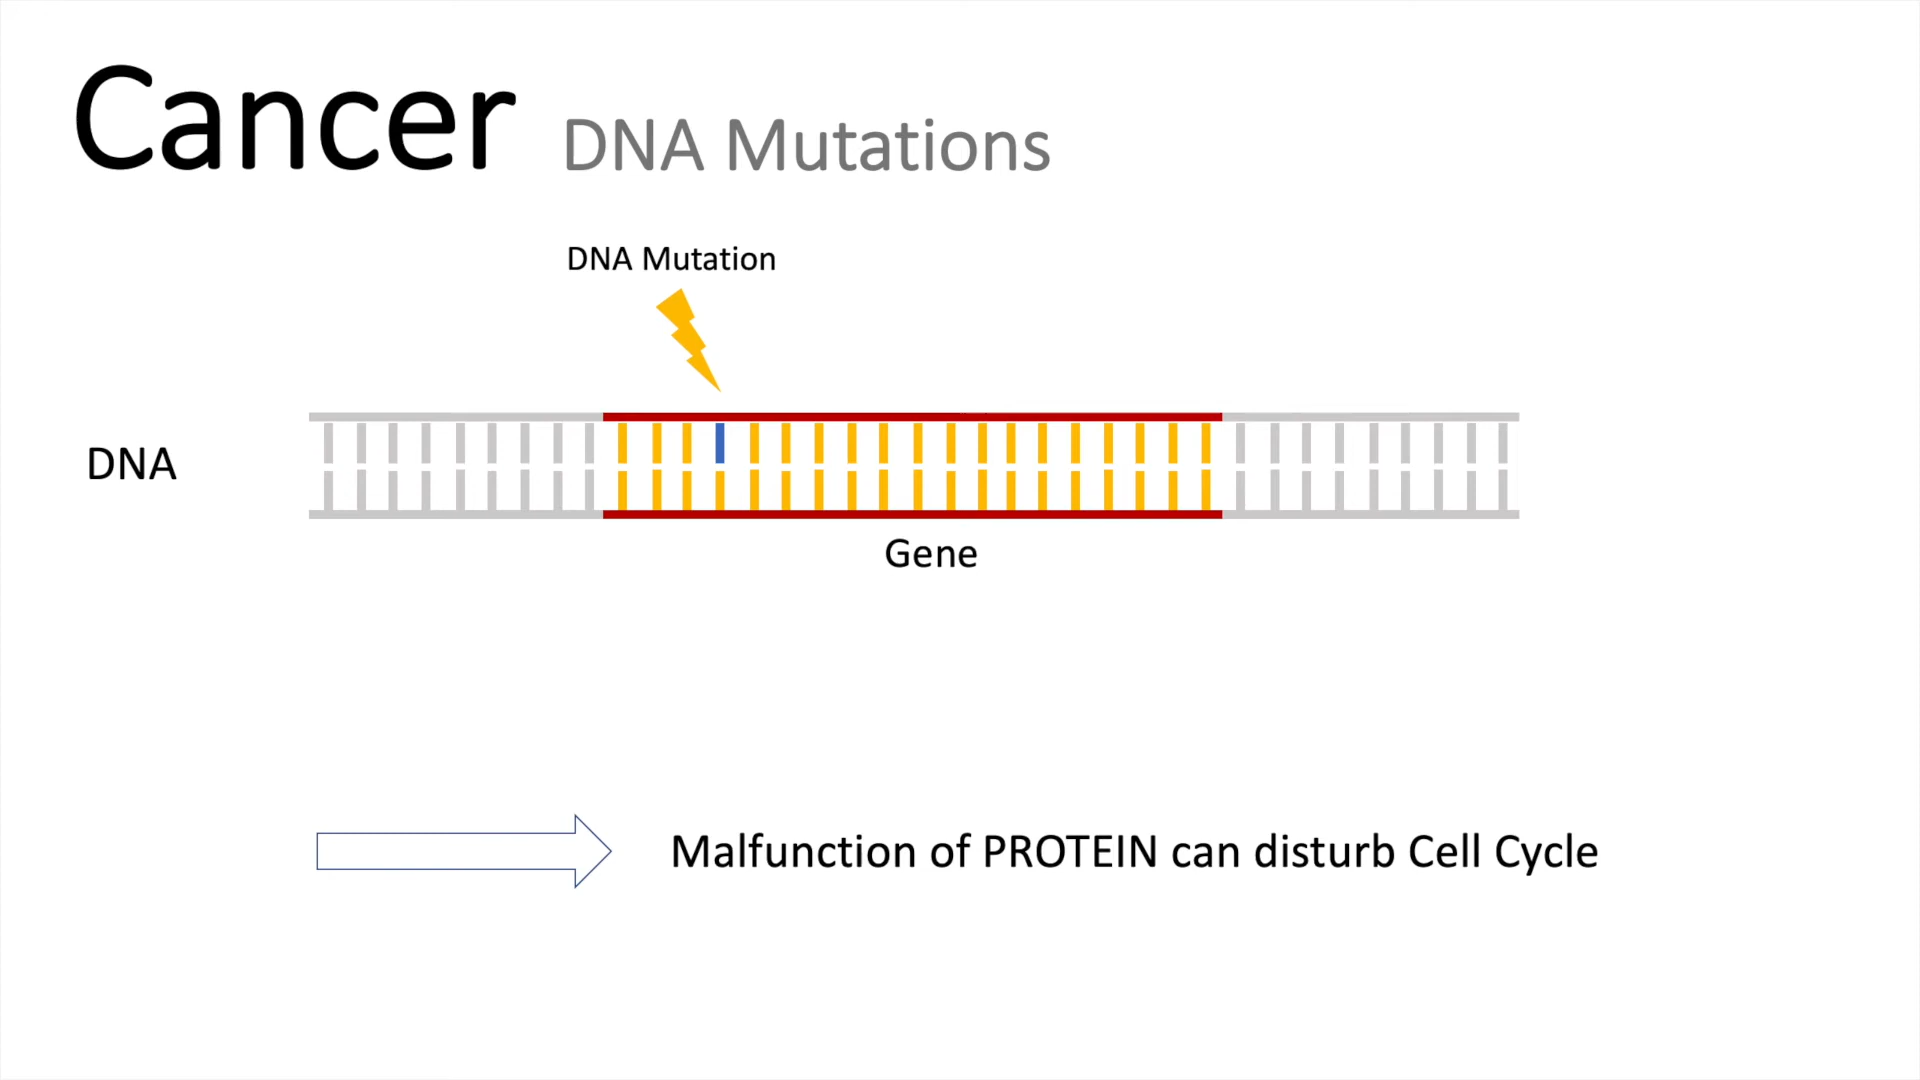 Cancer DNA Mutations
DNA Mutation
DNA
Gene
Malfunction of PROTEIN can disturb Cell Cycle